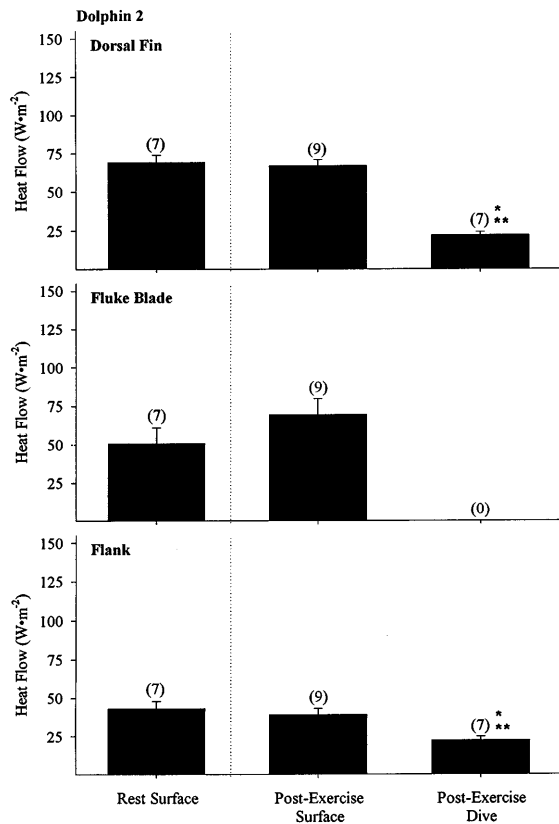 Dolphin 2
Dorsal Fin
Heat Flow (W•m⁻²)
150
125
100
75
50
25
(7)
(9)
(7)
*
**
Fluke Blade
Heat Flow (W•m⁻²)
150
125
100
75
50
25
(7)
(9)
(0)
Flank
Heat Flow (W•m⁻²)
150
125
100
75
50
25
(7)
(9)
(7)
*
**
Rest Surface
Post-Exercise
Surface
Post-Exercise
Dive